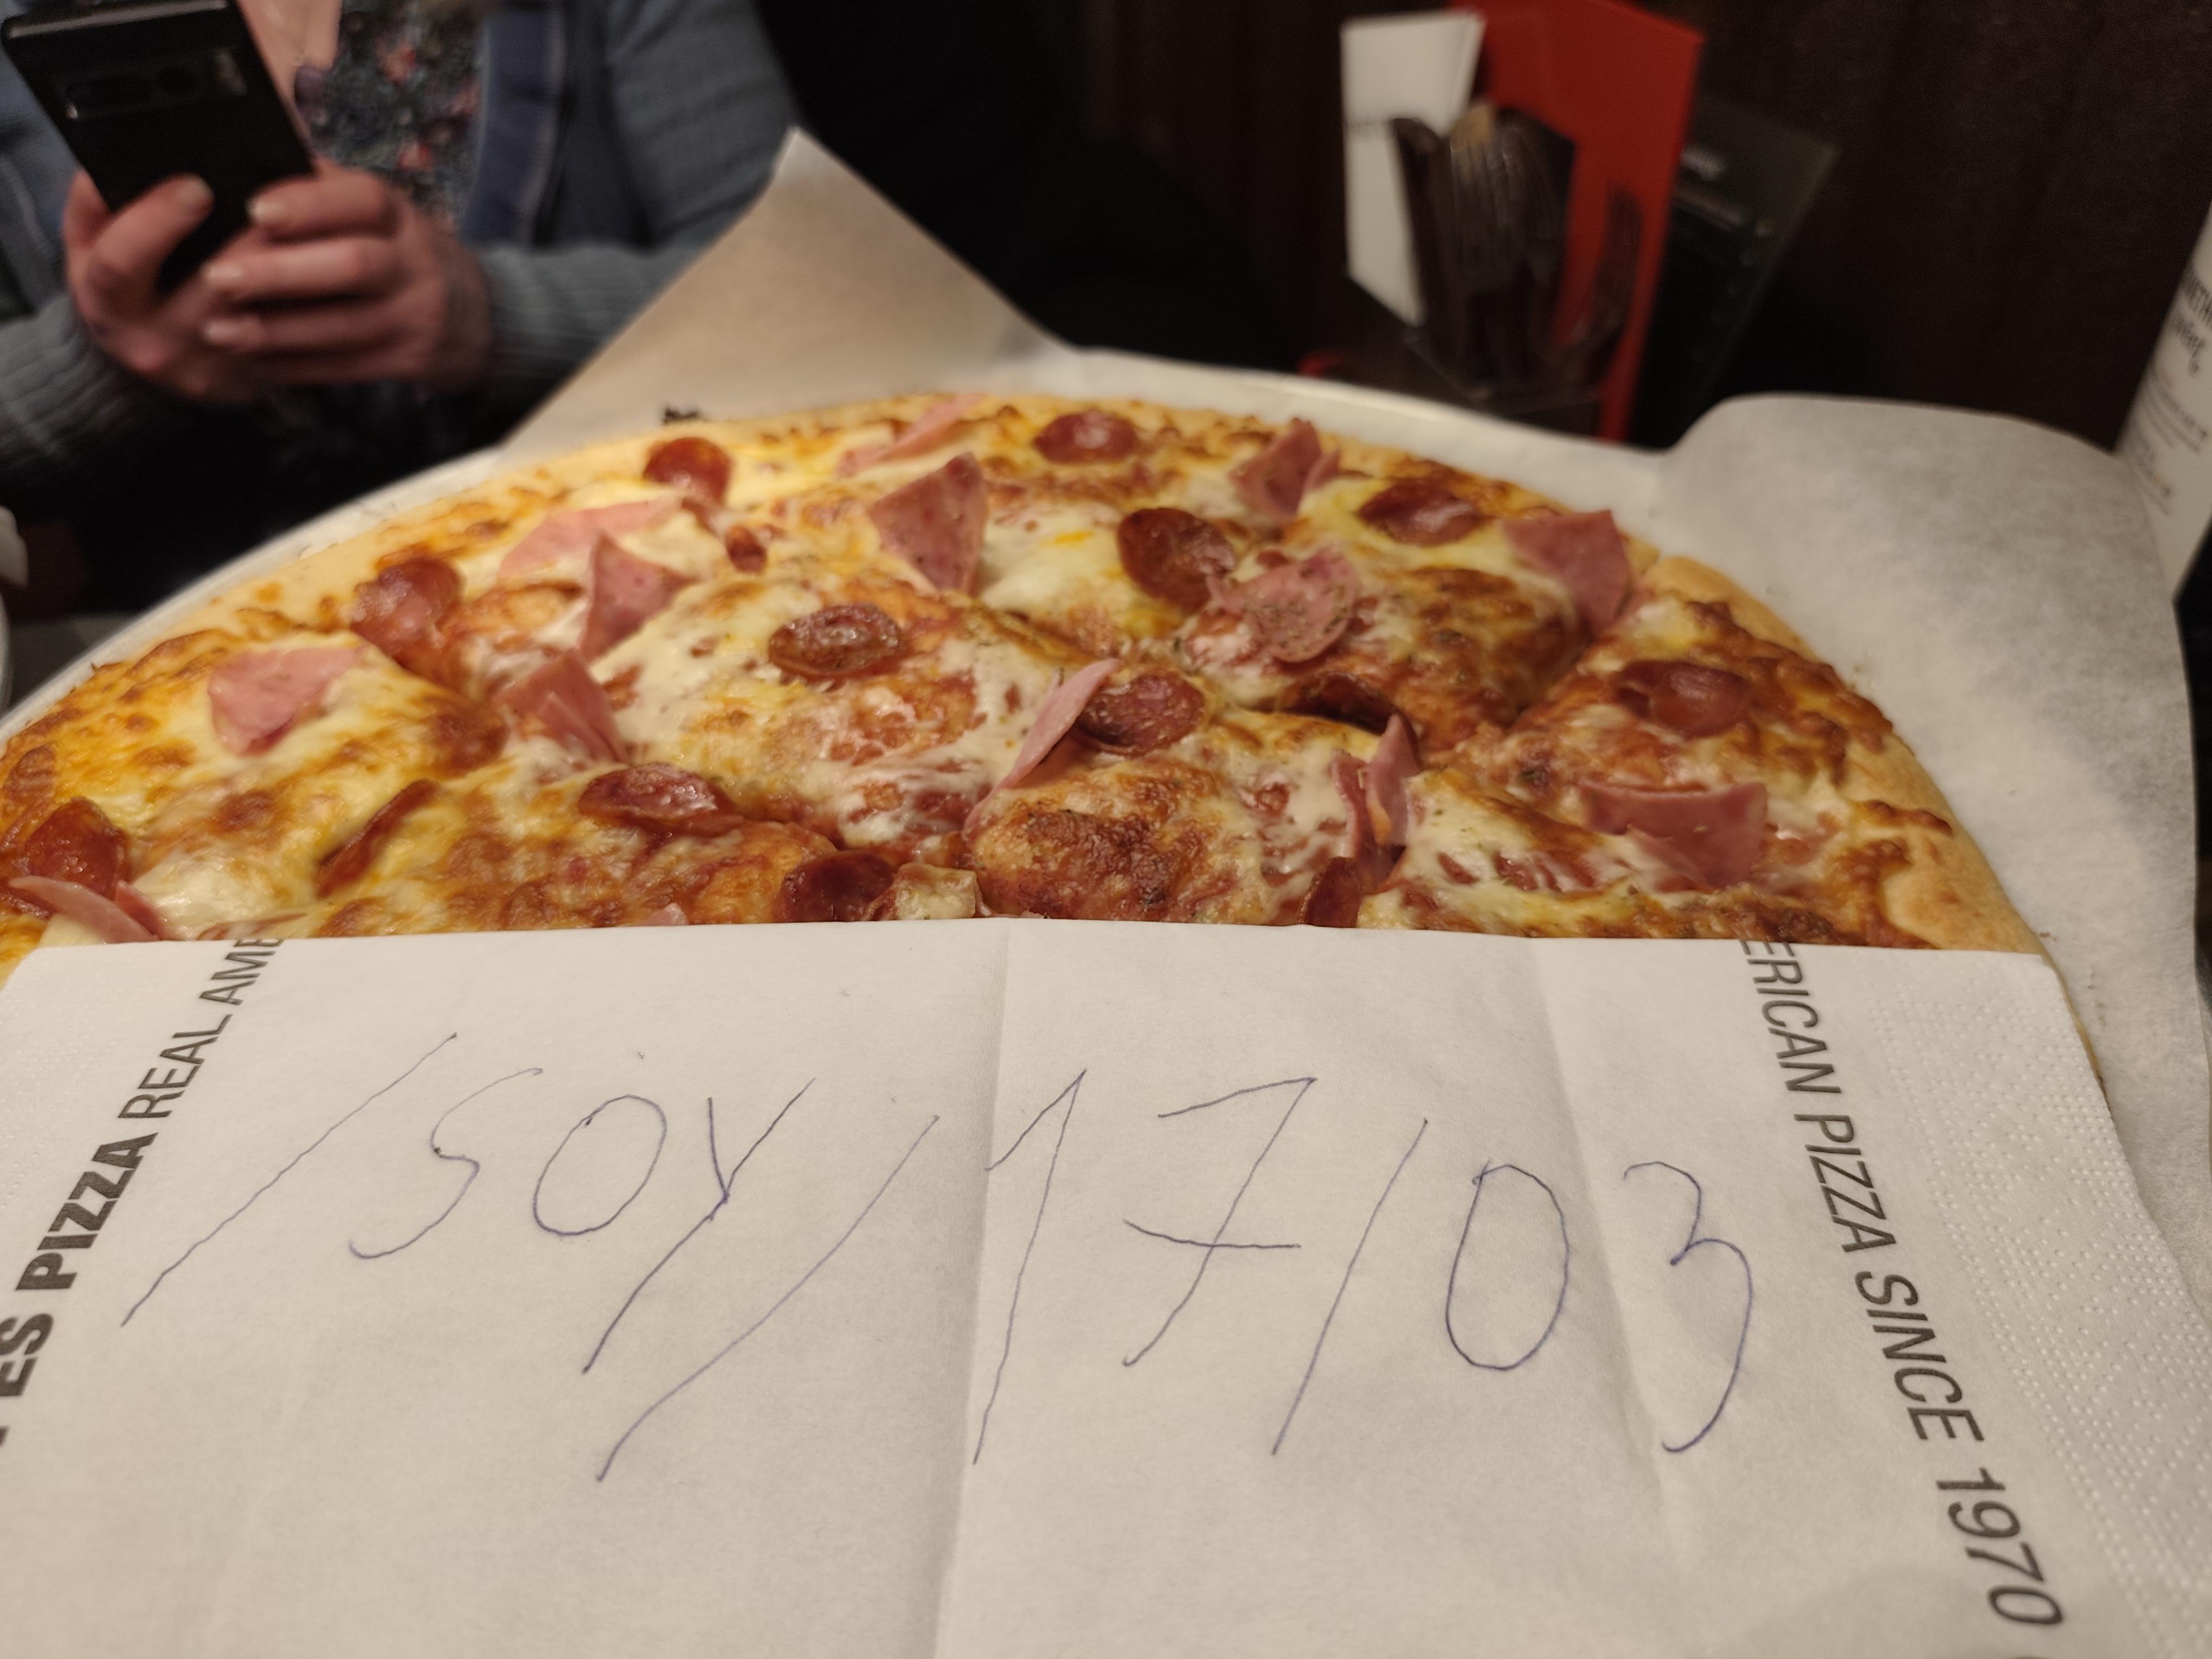 ES PIZZA REAL AME
/SOY/17/03
ERICAN PIZZA SINCE 1970